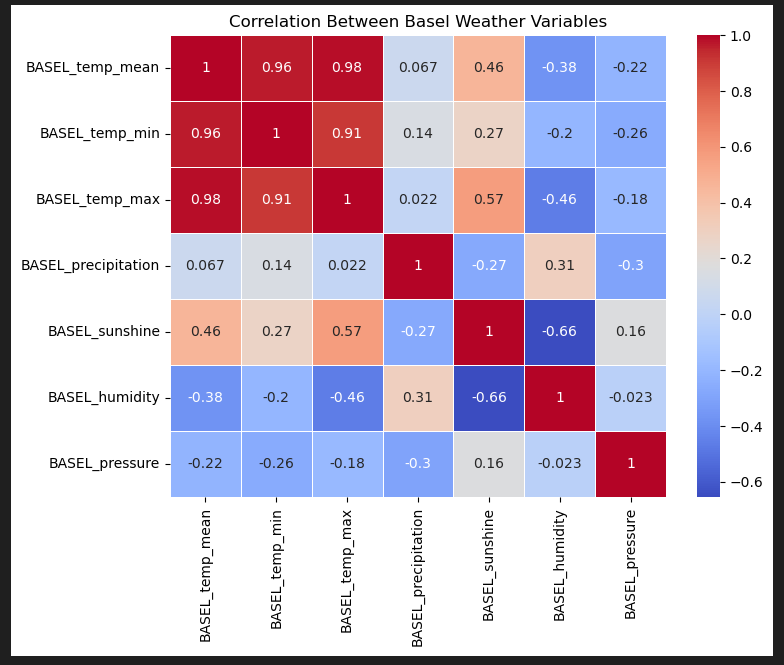 Correlation Between Basel Weather Variables
BASEL_temp_mean 1 0.96 0.98 0.067 0.46 -0.38 -0.22
BASEL_temp_min 0.96 1 0.91 0.14 0.27 -0.2 -0.26
BASEL_temp_max 0.98 0.91 1 0.022 0.57 -0.46 -0.18
BASEL_precipitation 0.067 0.14 0.022 1 -0.27 0.31 -0.3
BASEL_sunshine 0.46 0.27 0.57 -0.27 1 -0.66 0.16
BASEL_humidity -0.38 -0.2 -0.46 0.31 -0.66 1 -0.023
BASEL_pressure -0.22 -0.26 -0.18 -0.3 0.16 -0.023 1
BASEL_temp_mean
BASEL_temp_min
BASEL_temp_max
BASEL_precipitation
BASEL_sunshine
BASEL_humidity
BASEL_pressure
1.0
0.8
0.6
0.4
0.2
0.0
−0.2
−0.4
−0.6